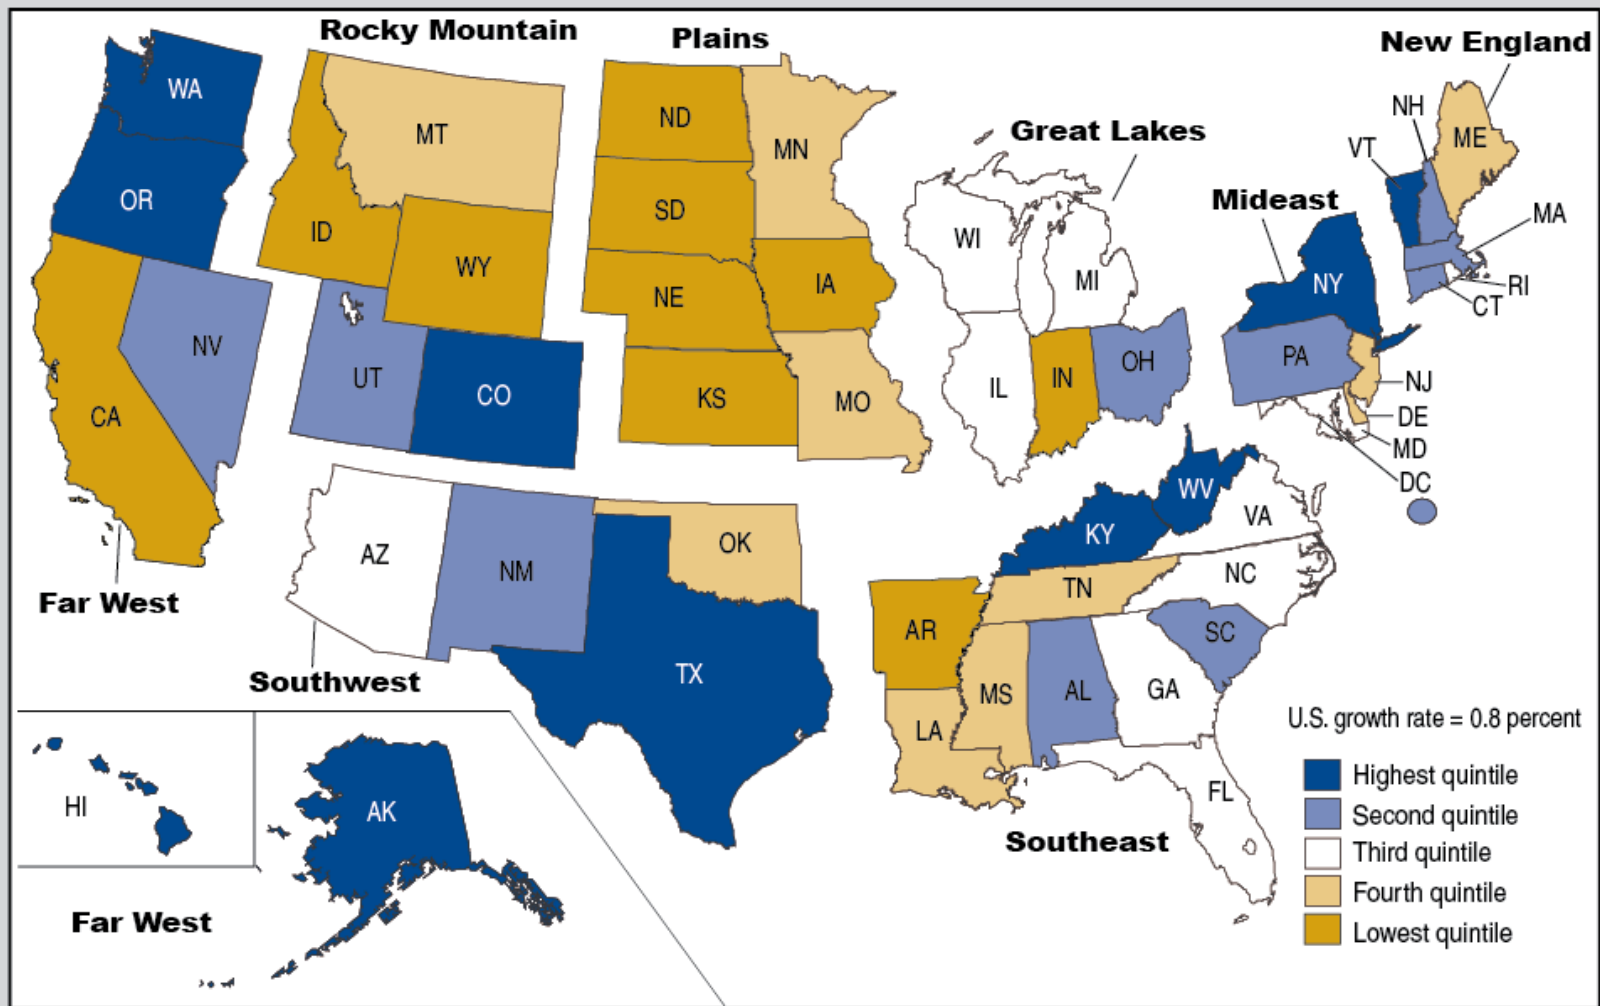 Rocky Mountain
Plains
New England
Great Lakes
Mideast
WA
OR
CA
NV
MT
ID
WY
UT
CO
ND
SD
NE
KS
MN
IA
MO
WI
MI
IL
IN
OH
NH
VT
ME
MA
RI
CT
NY
PA
NJ
DE
MD
DC
Far West
AZ
NM
OK
TX
Southwest
WV
VA
KY
NC
TN
SC
AR
MS
AL
GA
LA
FL
Southeast
HI
AK
Far West
U.S. growth rate = 0.8 percent
Highest quintile
Second quintile
Third quintile
Fourth quintile
Lowest quintile